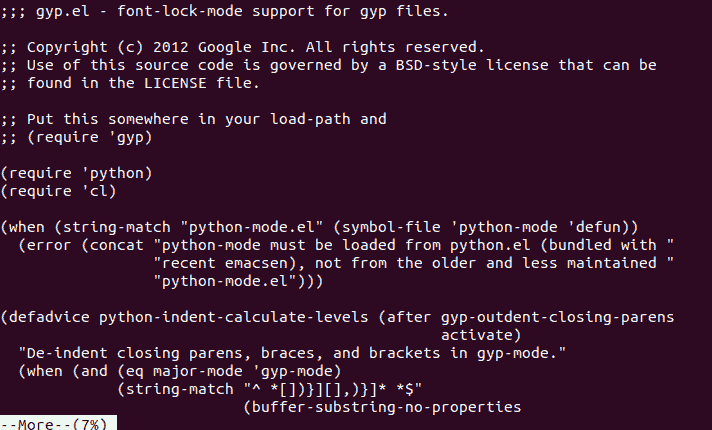 ;;; gyp.el - font-lock-mode support for gyp files.

;; Copyright (c) 2012 Google Inc. All rights reserved.
;; Use of this source code is governed by a BSD-style license that can be
;; found in the LICENSE file.

;; Put this somewhere in your load-path and
;; (require 'gyp)

(require 'python)
(require 'cl)

(when (string-match "python-mode.el" (symbol-file 'python-mode 'defun))
  (error (concat "python-mode must be loaded from python.el (bundled with "
                 "recent emacsen), not from the older and less maintained "
                 "python-mode.el")))

(defadvice python-indent-calculate-levels (after gyp-outdent-closing-parens
                                                 activate)
  "De-indent closing parens, braces, and brackets in gyp-mode."
  (when (and (eq major-mode 'gyp-mode)
             (string-match "^ *[])}][],)}]* *$"
                           (buffer-substring-no-properties
--More--(7%)